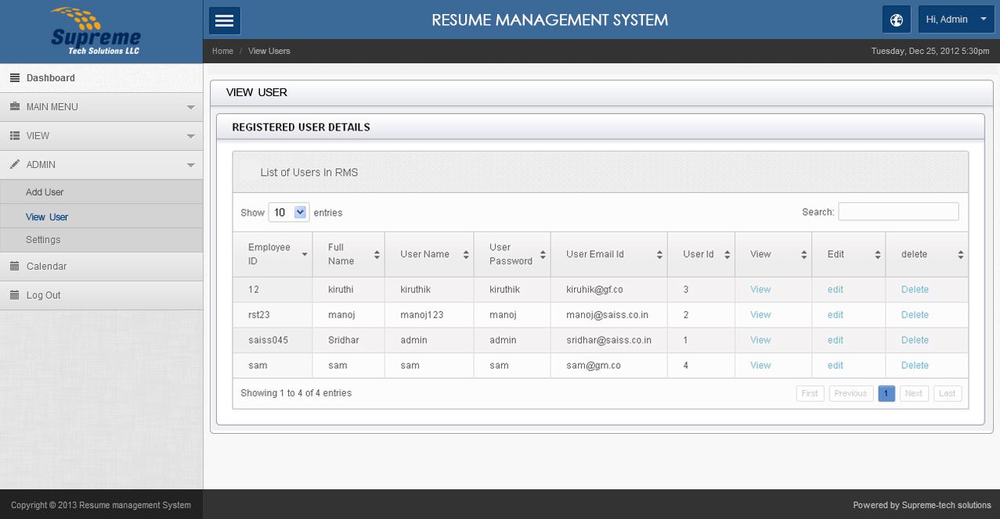 Supreme
Tech Solutions LLC
RESUME MANAGEMENT SYSTEM
Hi, Admin
Home / View Users
Tuesday, Dec 25, 2012 5:30pm
Dashboard
MAIN MENU
VIEW
ADMIN
Add User
View User
Settings
Calendar
Log Out
VIEW USER
REGISTERED USER DETAILS
List of Users In RMS
Show 10 entries
Search:
Employee ID Full Name User Name User Password User Email Id User Id View Edit delete
12 kiruthi kiruthik kiruthik kiruhik@gf.co 3 View edit Delete
rst23 manoj manoj123 manoj manoj@saiss.co.in 2 View edit Delete
saiss045 Sridhar admin admin sridhar@saiss.co.in 1 View edit Delete
sam sam sam sam sam@gm.co 4 View edit Delete
Showing 1 to 4 of 4 entries
First Previous 1 Next Last
Copyright © 2013 Resume management System
Powered by Supreme-tech solutions